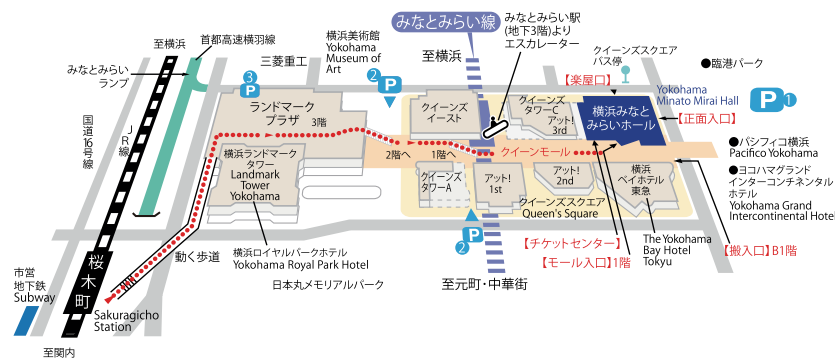 みなとみらい線
至横浜
首都高速横羽線
みなとみらい
ランプ
国道16号線
JR線
三菱重工
横浜美術館
Yokohama
Museum of
Art
至横浜
みなとみらい駅
(地下3階)より
エスカレーター
クイーンズスクエア
バス停
●臨港パーク
【楽屋口】
Yokohama
Minato Mirai Hall
P 1
【正面入口】
3
P
2
P
ランドマーク
プラザ
3階
クイーンズ
イースト
クイーンズ
タワーC
アット!
3rd
横浜みなと
みらいホール
●パシフィコ横浜
Pacifico Yokohama
●ヨコハマグランド
インターコンチネンタル
ホテル
Yokohama Grand
Intercontinental Hotel
横浜ランドマーク
タワー
Landmark
Tower
Yokohama
2階へ
1階へ
クイーンモール
クイーンズ
タワーA
アット!
1st
アット!
2nd
横浜
ベイホテル
東急
クイーンズスクエア
Queen's Square
2 P
【チケットセンター】
【モール入口】1階
The Yokohama
Bay Hotel
Tokyu
【搬入口】B1階
動く歩道
横浜ロイヤルパークホテル
Yokohama Royal Park Hotel
日本丸メモリアルパーク
至元町・中華街
桜木町
市営
地下鉄
Subway
Sakuragicho
Station
至関内